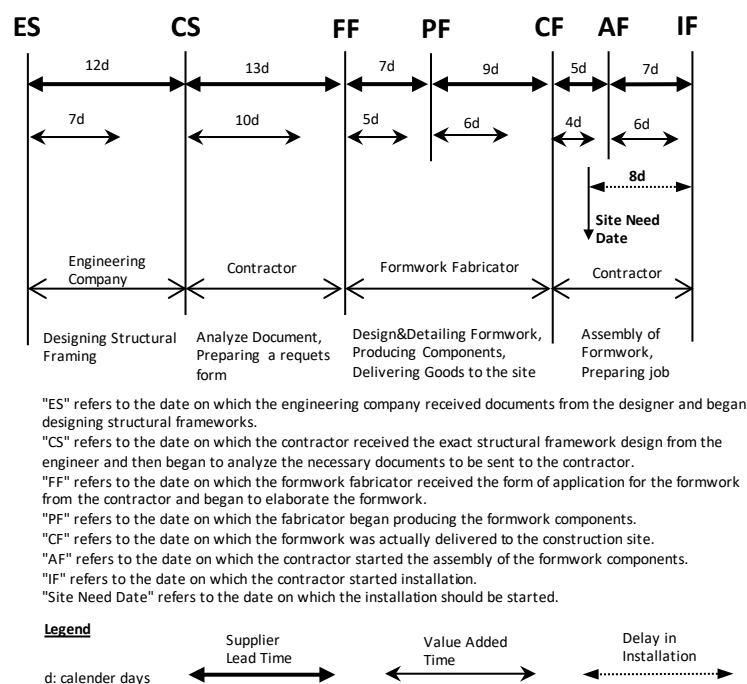 ES CS FF PF CF AF IF
12d 13d 7d 9d 5d 7d
7d 10d 5d 6d 4d 6d
8d
Site Need
Date
Engineering
Company
Contractor
Formwork Fabricator
Contractor
Designing Structural
Framing
Analyze Document,
Preparing a requets
form
Design&Detailing Formwork,
Producing Components,
Delivering Goods to the site
Assembly of
Formwork,
Preparing job
"ES" refers to the date on which the engineering company received documents from the designer and began
designing structural frameworks.
"CS" refers to the date on which the contractor received the exact structural framework design from the
engineer and then began to analyze the necessary documents to be sent to the contractor.
"FF" refers to the date on which the formwork fabricator received the form of application for the formwork
from the contractor and began to elaborate the formwork.
"PF" refers to the date on which the fabricator began producing the formwork components.
"CF" refers to the date on which the formwork was actually delivered to the construction site.
"AF" refers to the date on which the contractor started the assembly of the formwork components.
"IF" refers to the date on which the contractor started installation.
"Site Need Date" refers to the date on which the installation should be started.
Legend
d: calender days
Supplier
Lead Time
Value Added
Time
Delay in
Installation